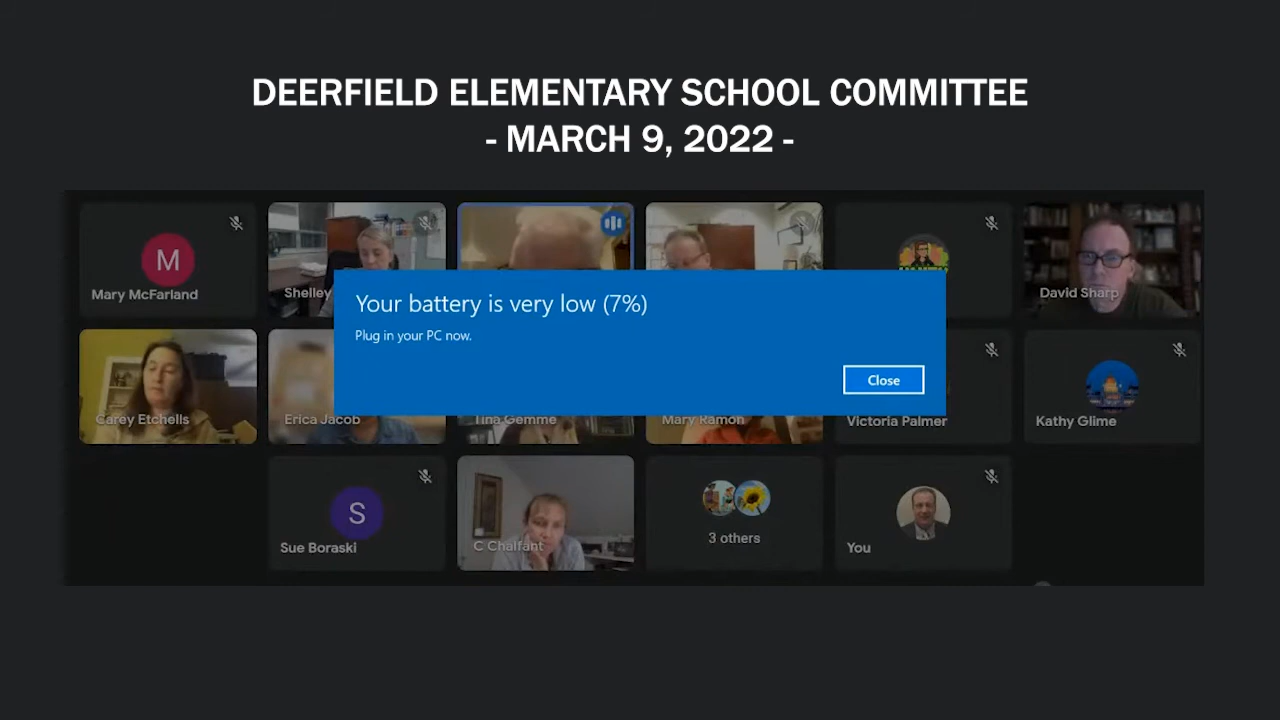 DEERFIELD ELEMENTARY SCHOOL COMMITTEE
- MARCH 9, 2022 -
M
Mary McFarland
Shelley
David Sharp
Your battery is very low (7%)
Plug in your PC now.
Close
Carey Etchells
Erica Jacob
Tina Gemme
Mary Ramon
Victoria Palmer
Kathy Glime
S
Sue Boraski
C Chalfant
3 others
You